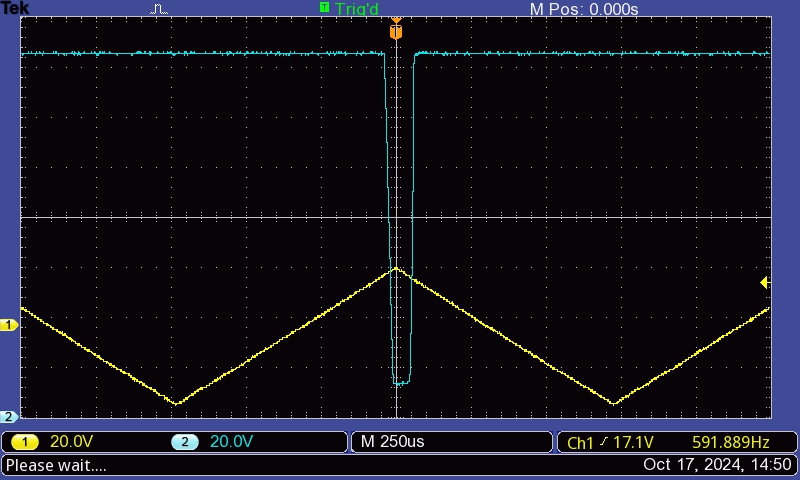 Tek T Trig'd M Pos: 0.000s
T
1
2
1 20.0V 2 20.0V M 250us Ch1 17.1V 591.889Hz
Please wait.... Oct 17, 2024, 14:50